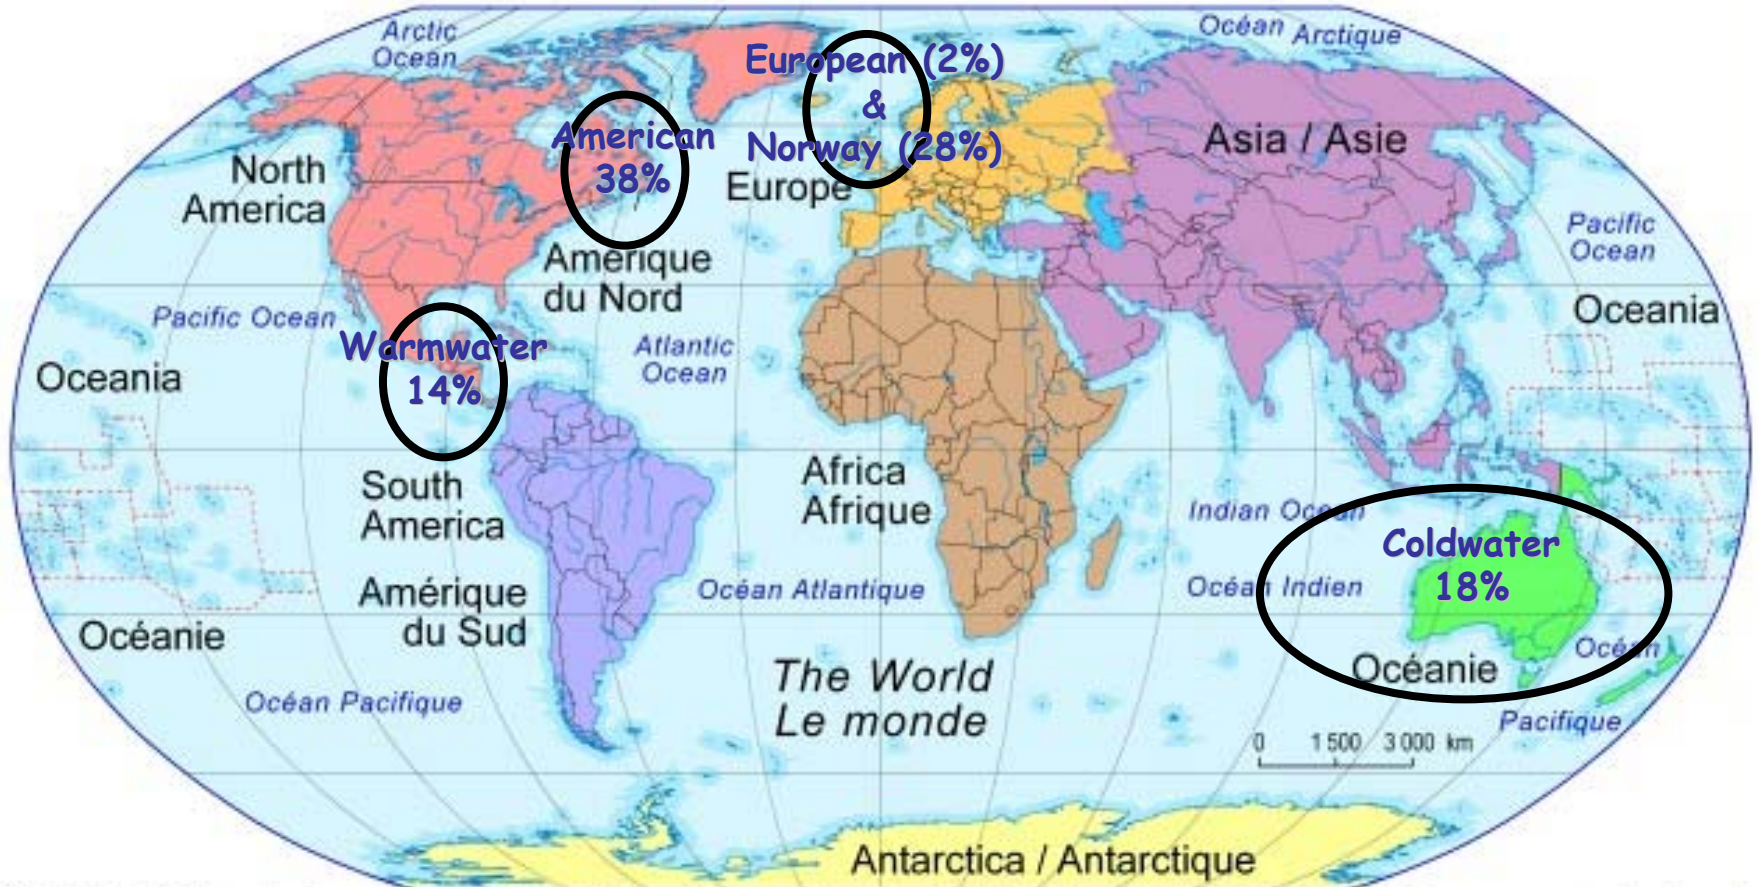 Arctic
Ocean
Océan Arctique
European (2%)
&
Norway (28%)
Europe
American
38%
Asia / Asie
North
America
Amérique
du Nord
Pacific
Ocean
Oceania
Pacific Ocean
Warmwater
14%
Atlantic
Ocean
Oceania
South
America
Africa
Afrique
Indian Ocean
Coldwater
18%
Océan Indien
Océan Atlantique
Amérique
du Sud
Océanie
Océanie
Océan
Pacifique
The World
Le monde
Océan Pacifique
0 1 500 3 000 km
Antarctica / Antarctique